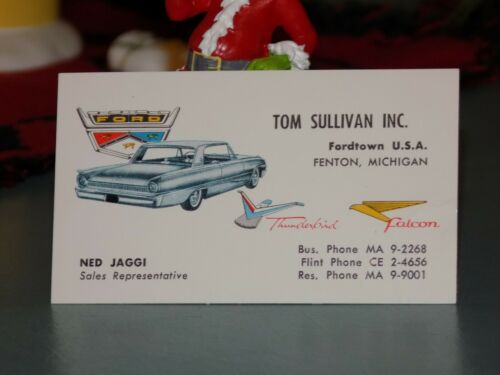 FORD
TOM SULLIVAN INC.
Fordtown U.S.A.
FENTON, MICHIGAN
Thunderbird
Falcon
NED JAGGI
Sales Representative
Bus. Phone MA 9-2268
Flint Phone CE 2-4656
Res. Phone MA 9-9001